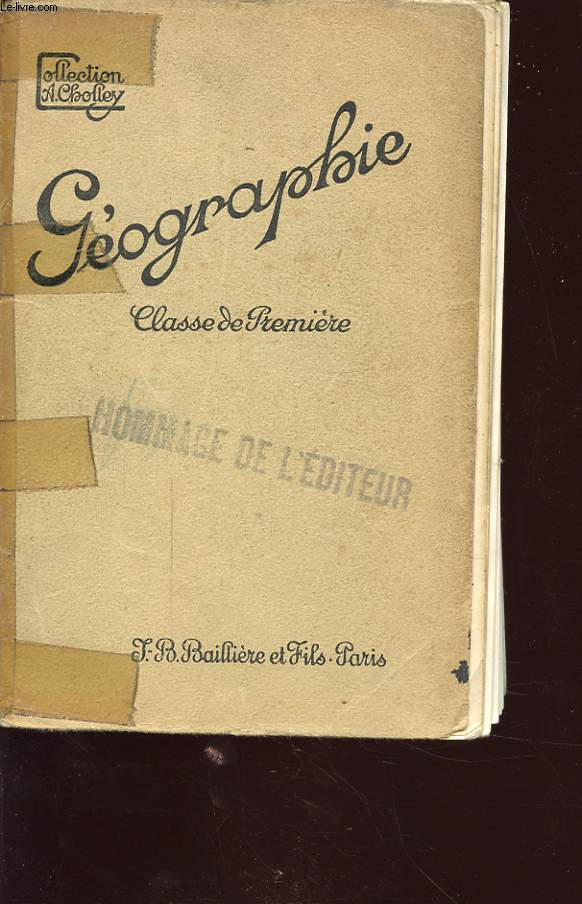 Le-livre.com
Collection
A. Cholley
Géographie
Classe de Première
HOMMAGE DE L'ÉDITEUR
J.-B. Baillière et Fils - Paris